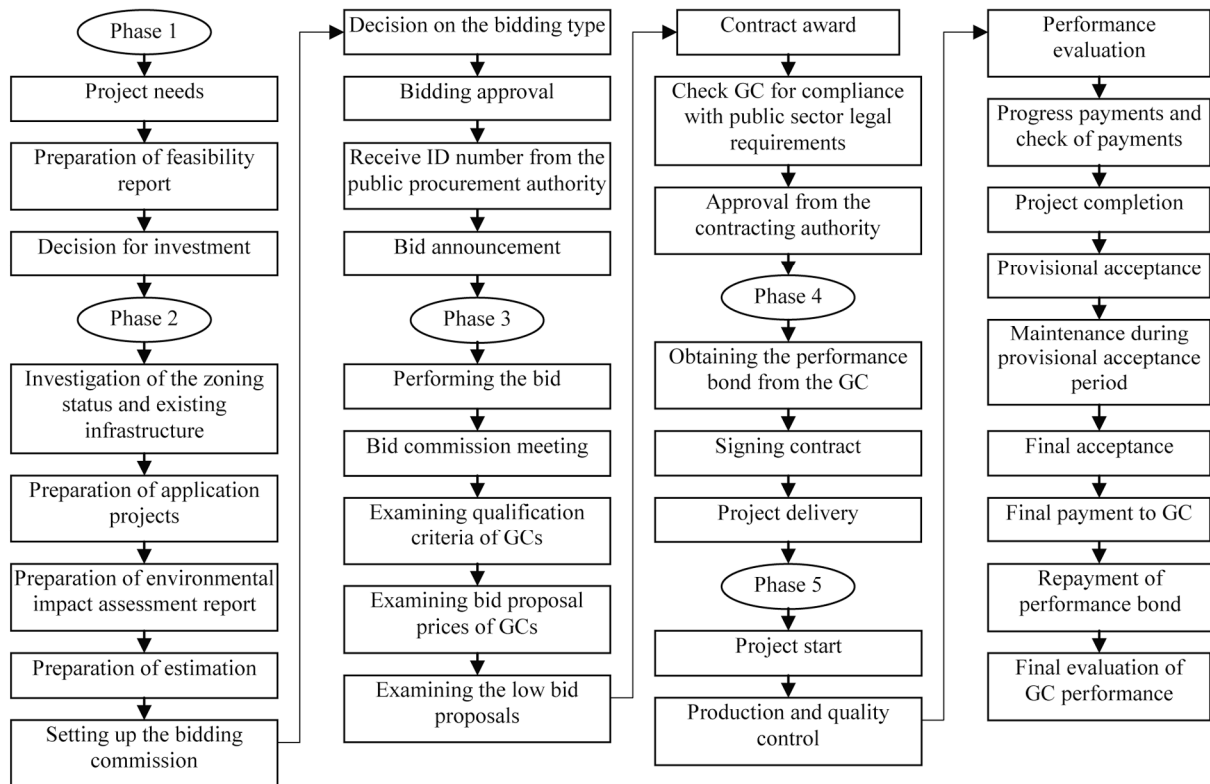 Phase 1
Project needs
Preparation of feasibility
report
Decision for investment
Phase 2
Investigation of the zoning
status and existing
infrastructure
Preparation of application
projects
Preparation of environmental
impact assessment report
Preparation of estimation
Setting up the bidding
commission
Decision on the bidding type
Bidding approval
Receive ID number from the
public procurement authority
Bid announcement
Phase 3
Performing the bid
Bid commission meeting
Examining qualification
criteria of GCs
Examining bid proposal
prices of GCs
Examining the low bid
proposals
Contract award
Check GC for compliance
with public sector legal
requirements
Approval from the
contracting authority
Phase 4
Obtaining the performance
bond from the GC
Signing contract
Project delivery
Phase 5
Project start
Production and quality
control
Performance
evaluation
Progress payments and
check of payments
Project completion
Provisional acceptance
Maintenance during
provisional acceptance
period
Final acceptance
Final payment to GC
Repayment of
performance bond
Final evaluation of
GC performance